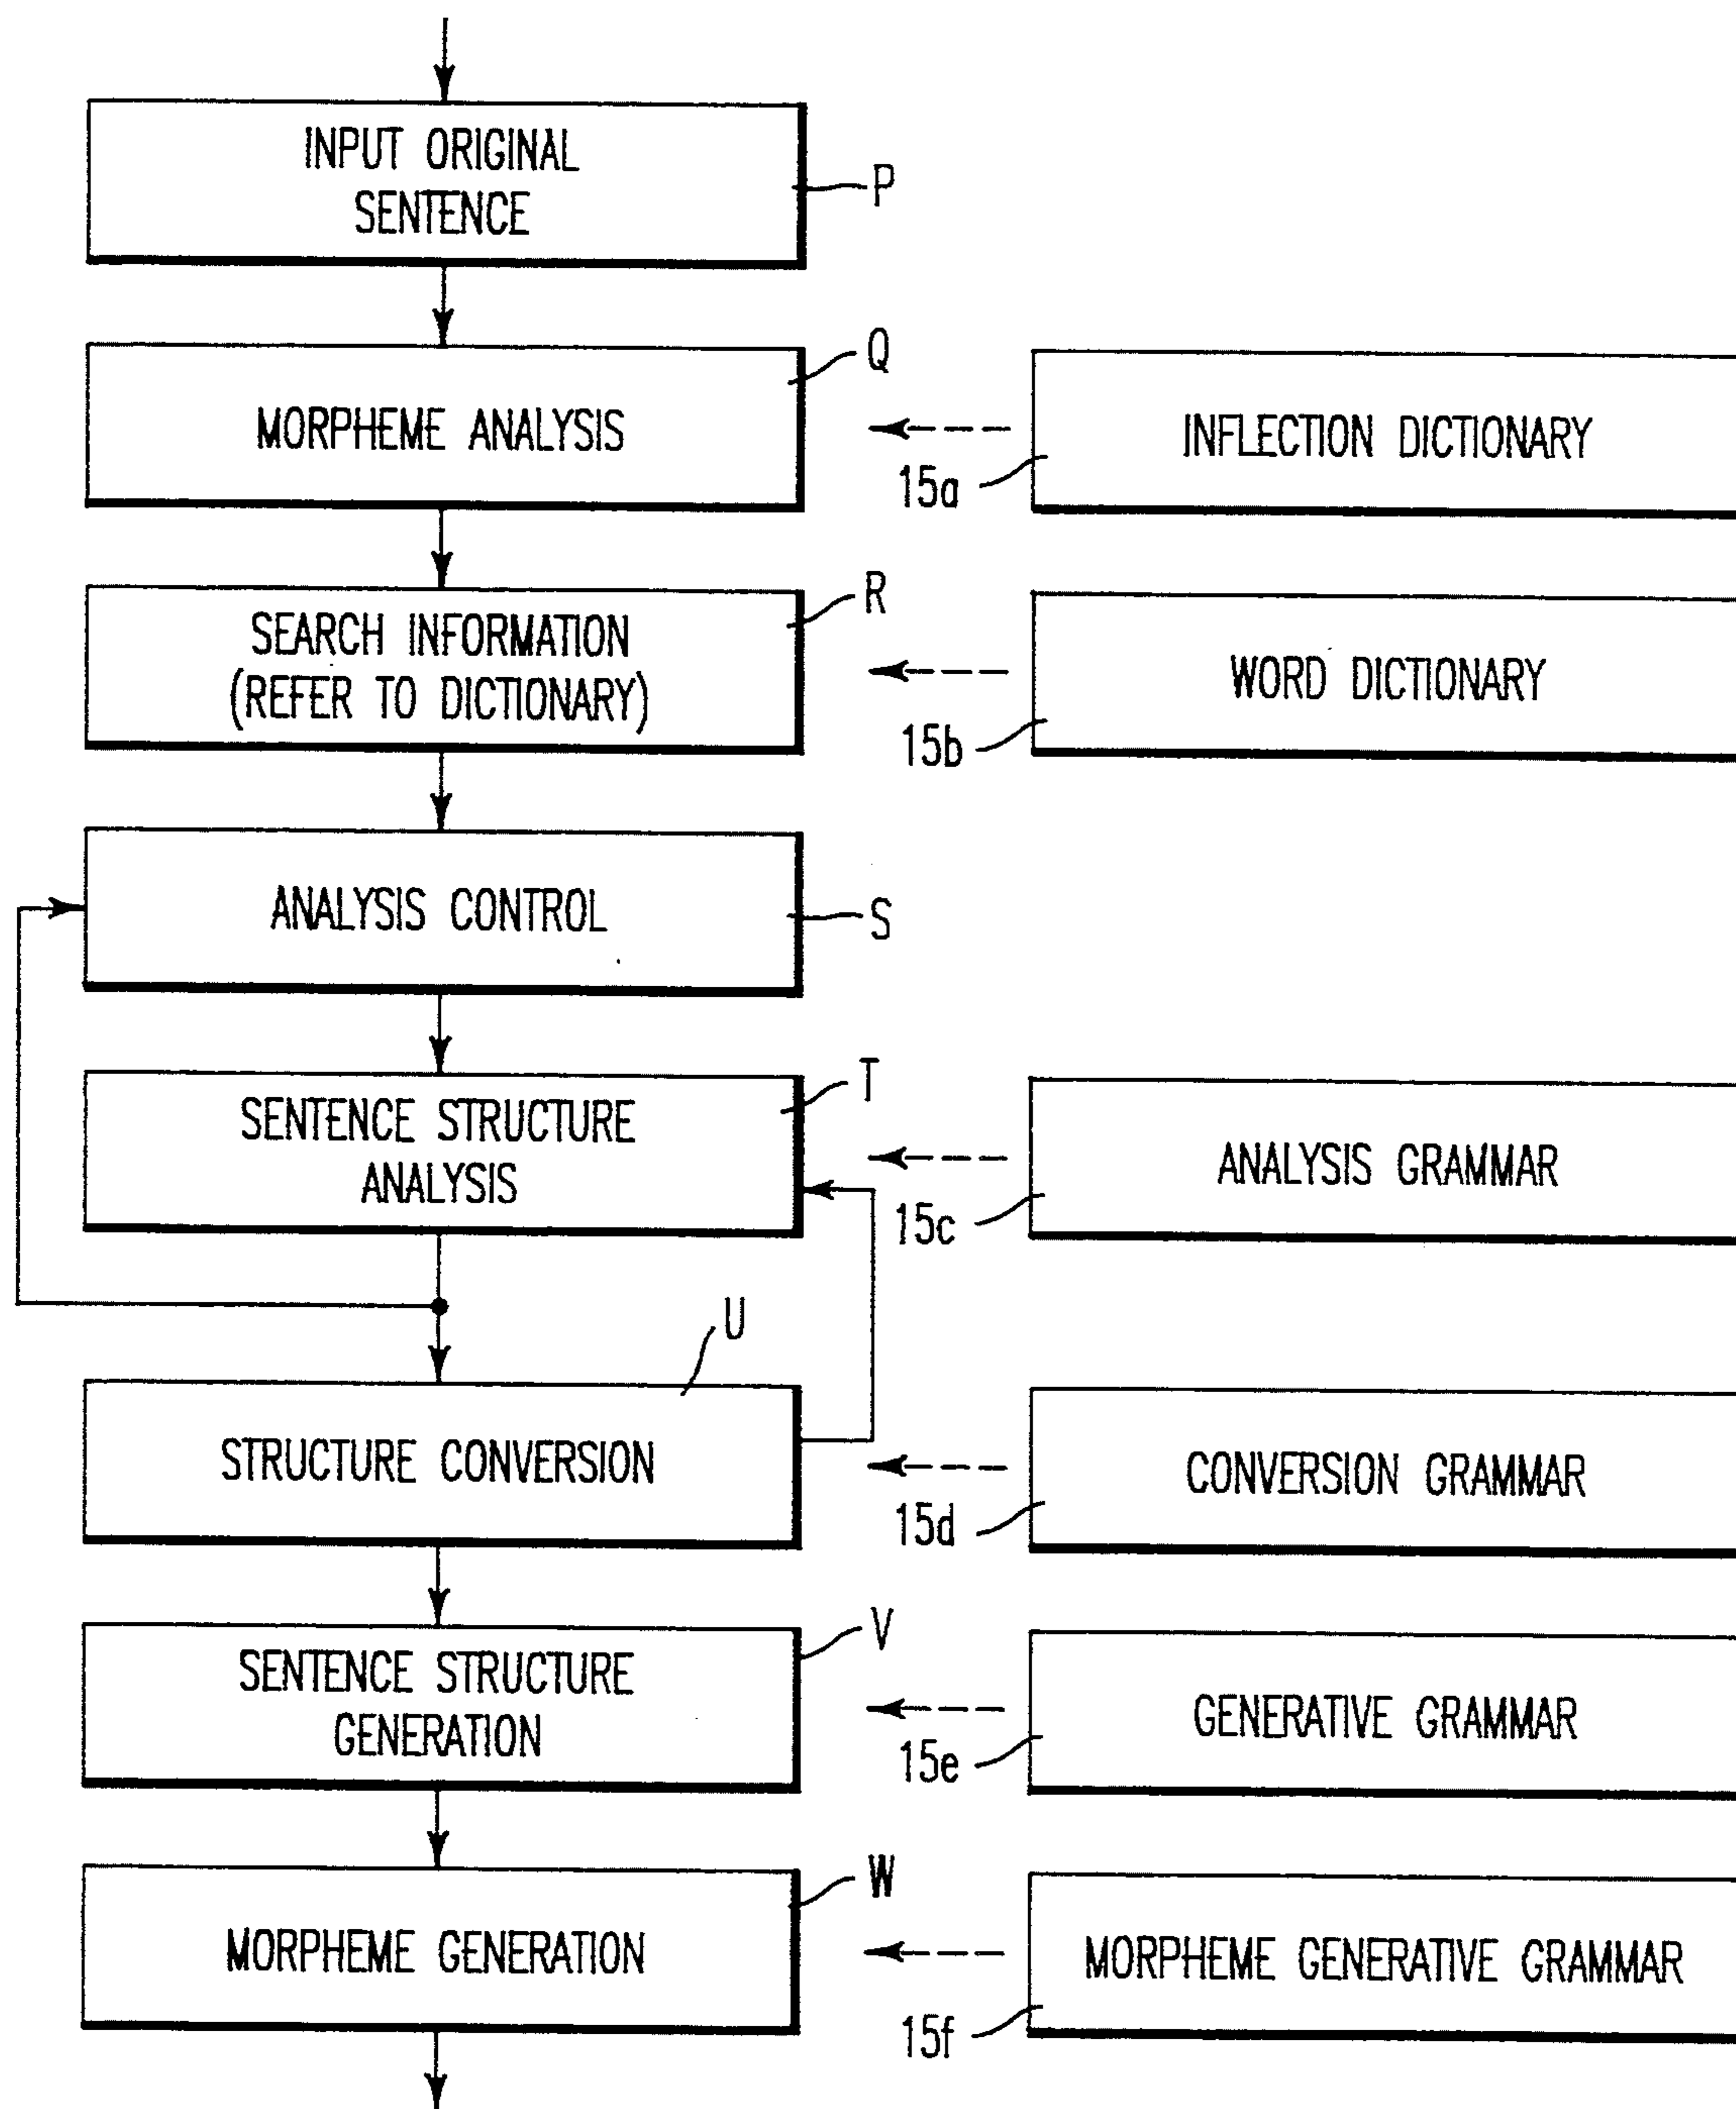 INPUT ORIGINAL
SENTENCE
P
MORPHEME ANALYSIS
Q
INFLECTION DICTIONARY
15a
SEARCH INFORMATION
(REFER TO DICTIONARY)
R
WORD DICTIONARY
15b
ANALYSIS CONTROL
S
SENTENCE STRUCTURE
ANALYSIS
T
ANALYSIS GRAMMAR
15c
STRUCTURE CONVERSION
U
CONVERSION GRAMMAR
15d
SENTENCE STRUCTURE
GENERATION
V
GENERATIVE GRAMMAR
15e
MORPHEME GENERATION
W
MORPHEME GENERATIVE GRAMMAR
15f